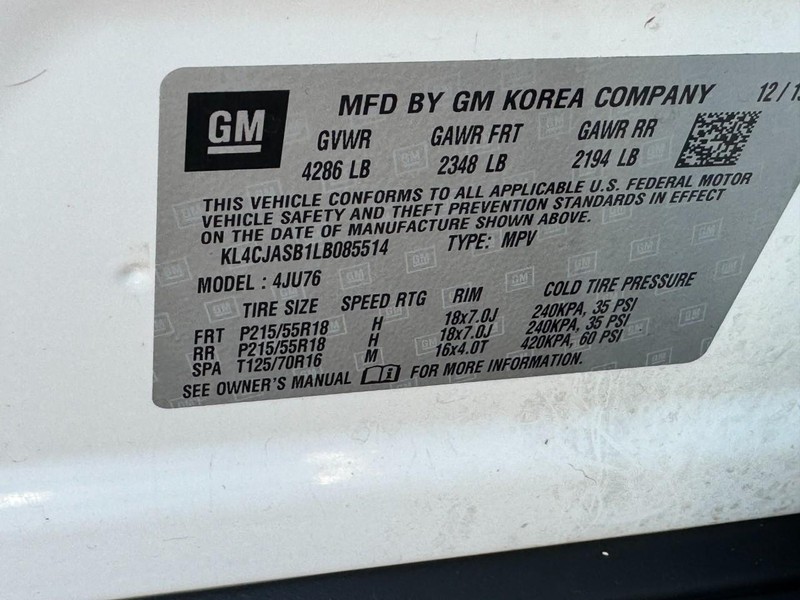 GM
MFD BY GM KOREA COMPANY 12/1
GVWR GAWR FRT GAWR RR
4286 LB 2348 LB 2194 LB
THIS VEHICLE CONFORMS TO ALL APPLICABLE U.S. FEDERAL MOTOR
VEHICLE SAFETY AND THEFT PREVENTION STANDARDS IN EFFECT
ON THE DATE OF MANUFACTURE SHOWN ABOVE.
KL4CJASB1LB085514 TYPE: MPV
MODEL : 4JU76
TIRE SIZE SPEED RTG RIM COLD TIRE PRESSURE
FRT P215/55R18 H 18x7.0J 240KPA, 35 PSI
RR P215/55R18 H 18x7.0J 240KPA, 35 PSI
SPA T125/70R16 M 16x4.0T 420KPA, 60 PSI
SEE OWNER'S MANUAL FOR MORE INFORMATION.